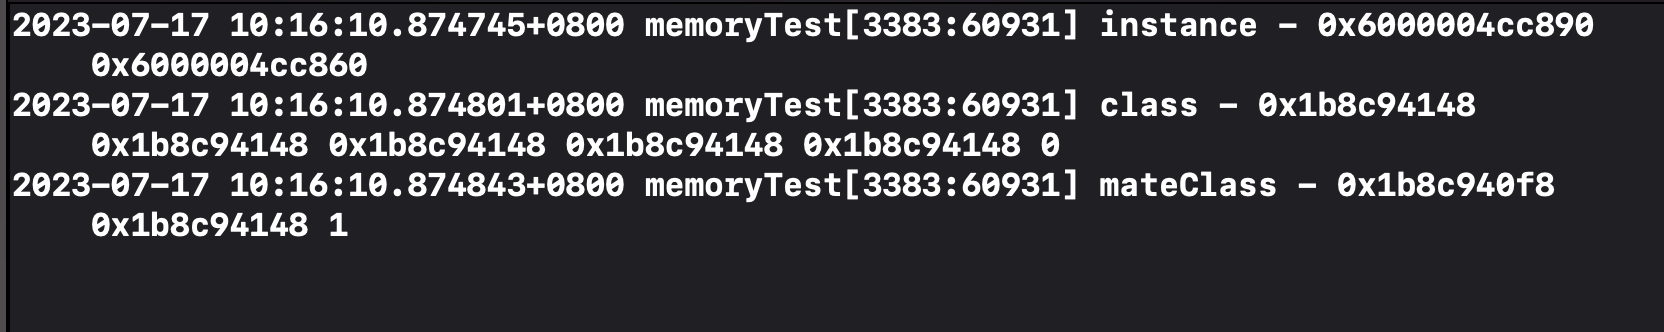 2023-07-17 10:16:10.874745+0800 memoryTest[3383:60931] instance - 0x6000004cc890
0x6000004cc860
2023-07-17 10:16:10.874801+0800 memoryTest[3383:60931] class - 0x1b8c94148
0x1b8c94148 0x1b8c94148 0x1b8c94148 0x1b8c94148 0
2023-07-17 10:16:10.874843+0800 memoryTest[3383:60931] mateClass - 0x1b8c940f8
0x1b8c94148 1